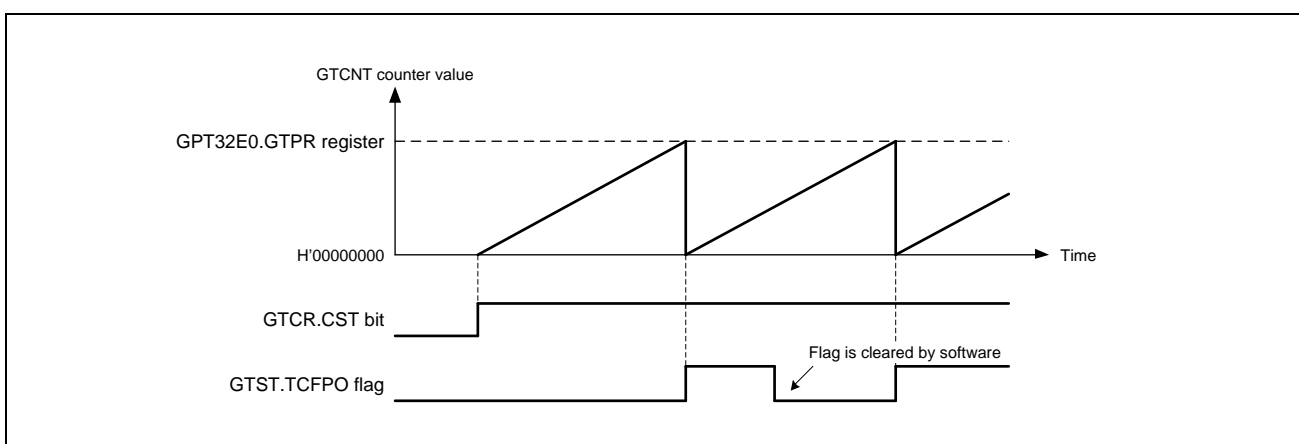 GTCNT counter value
GPT32E0.GTPR register
H'00000000
Time
GTCR.CST bit
Flag is cleared by software
GTST.TCFPO flag